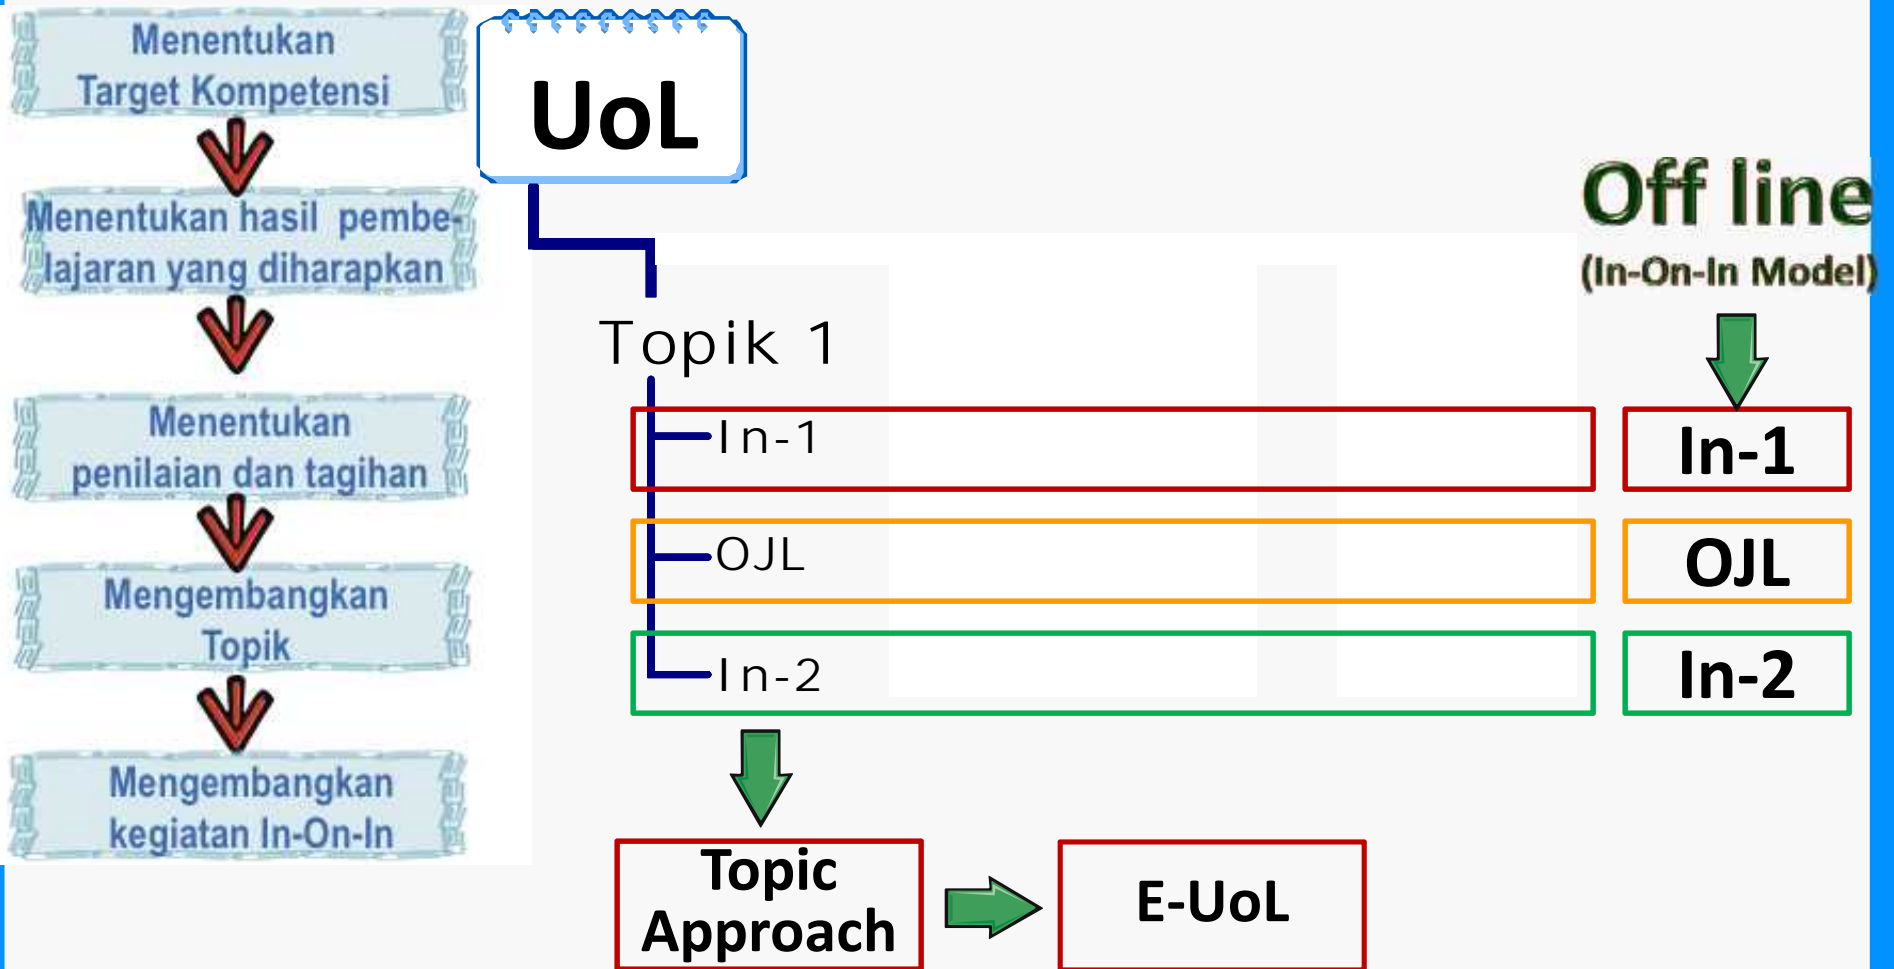 Menentukan
Target Kompetensi
Menentukan hasil pembe-
lajaran yang diharapkan
Menentukan
penilaian dan tagihan
Mengembangkan
Topik
Mengembangkan
kegiatan In-On-In
UoL
Topik 1
In-1
OJL
In-2
Off line
(In-On-In Model)
In-1
OJL
In-2
Topic
Approach
E-UoL